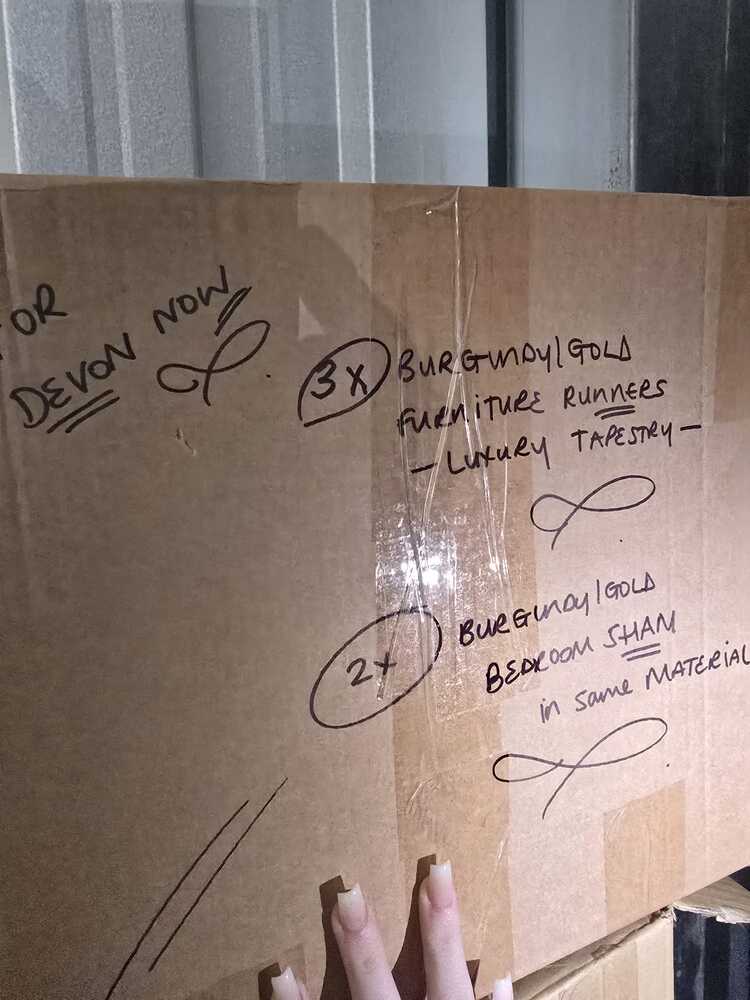 OR
DEVON NOW
3x BURGUNDY/GOLD
FURNITURE RUNNERS
- LUXURY TAPESTRY -
2x BURGUNDY/GOLD
BEDROOM SHAM
in same MATERIAL